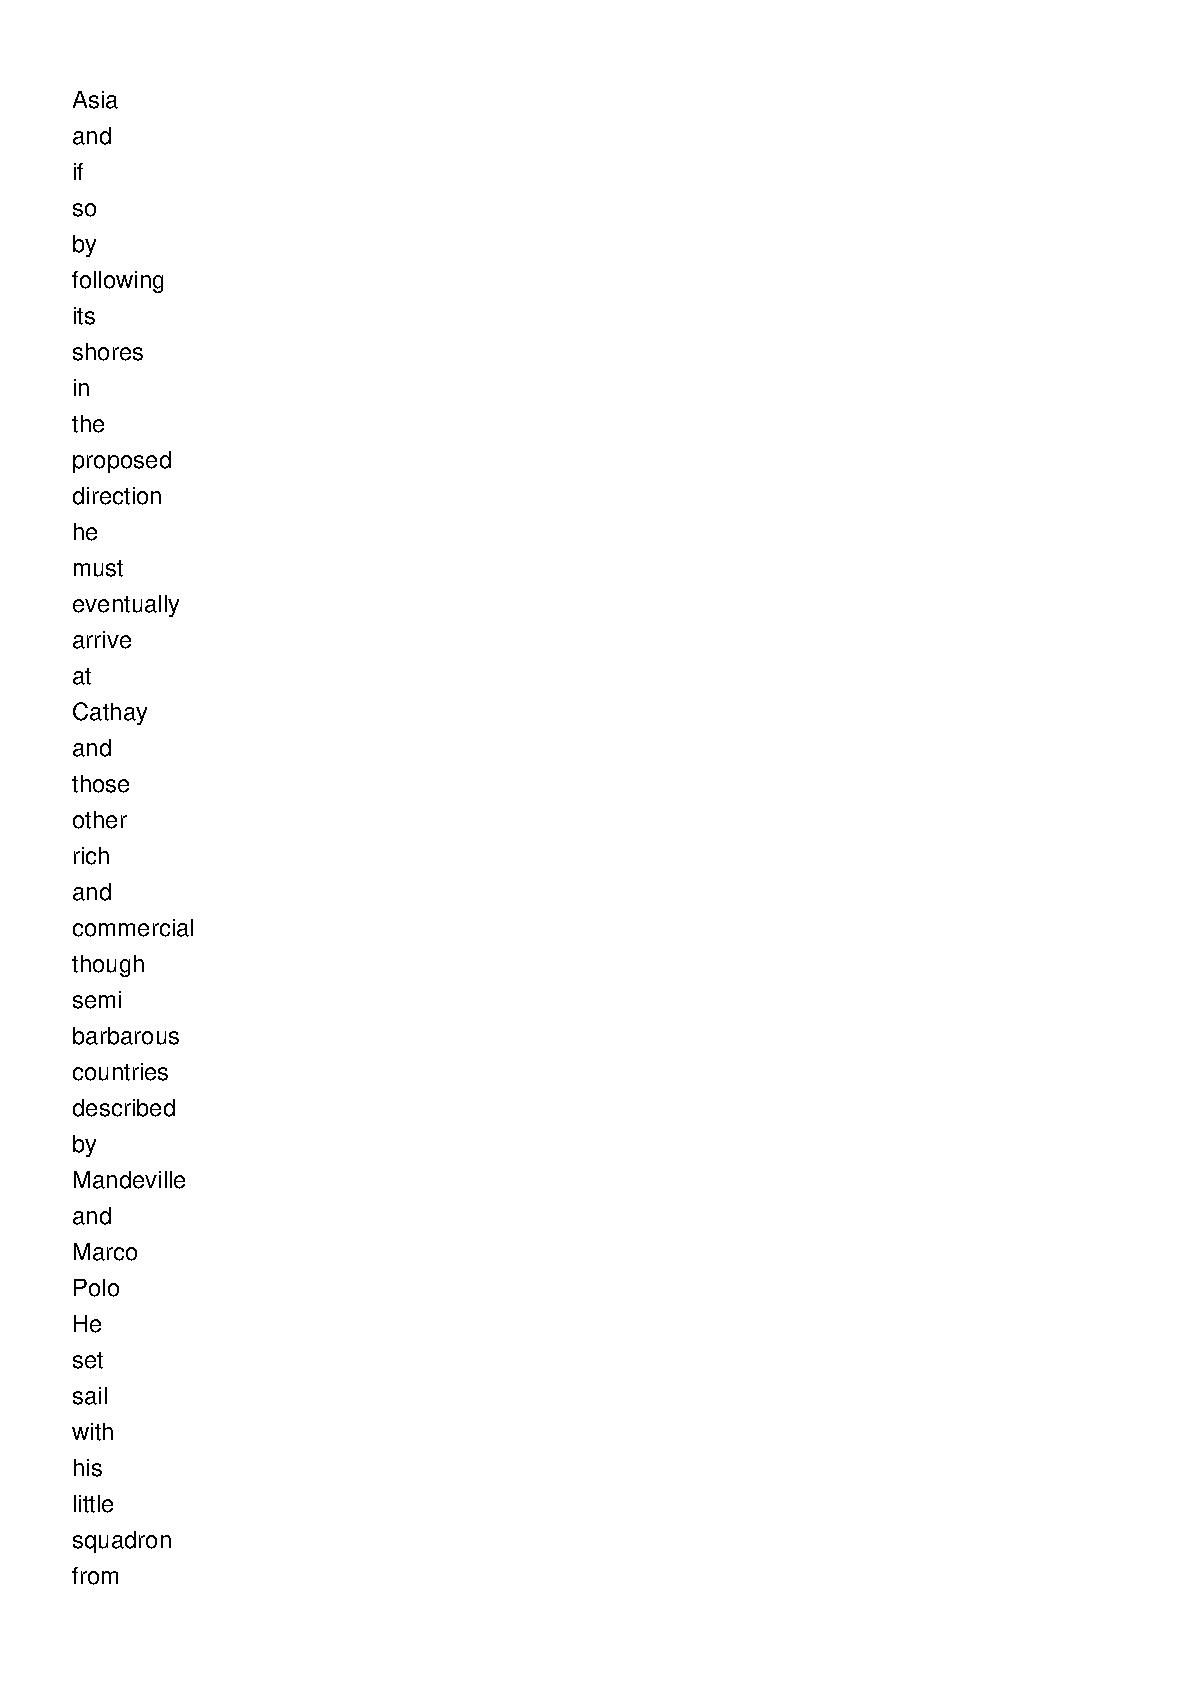 Asia
and
if
so
by
following
its
shores
in
the
proposed
direction
he
must
eventually
arrive
at
Cathay
and
those
other
rich
and
commercial
though
semi
barbarous
countries
described
by
Mandeville
and
Marco
Polo
He
set
sail
with
his
little
squadron
from